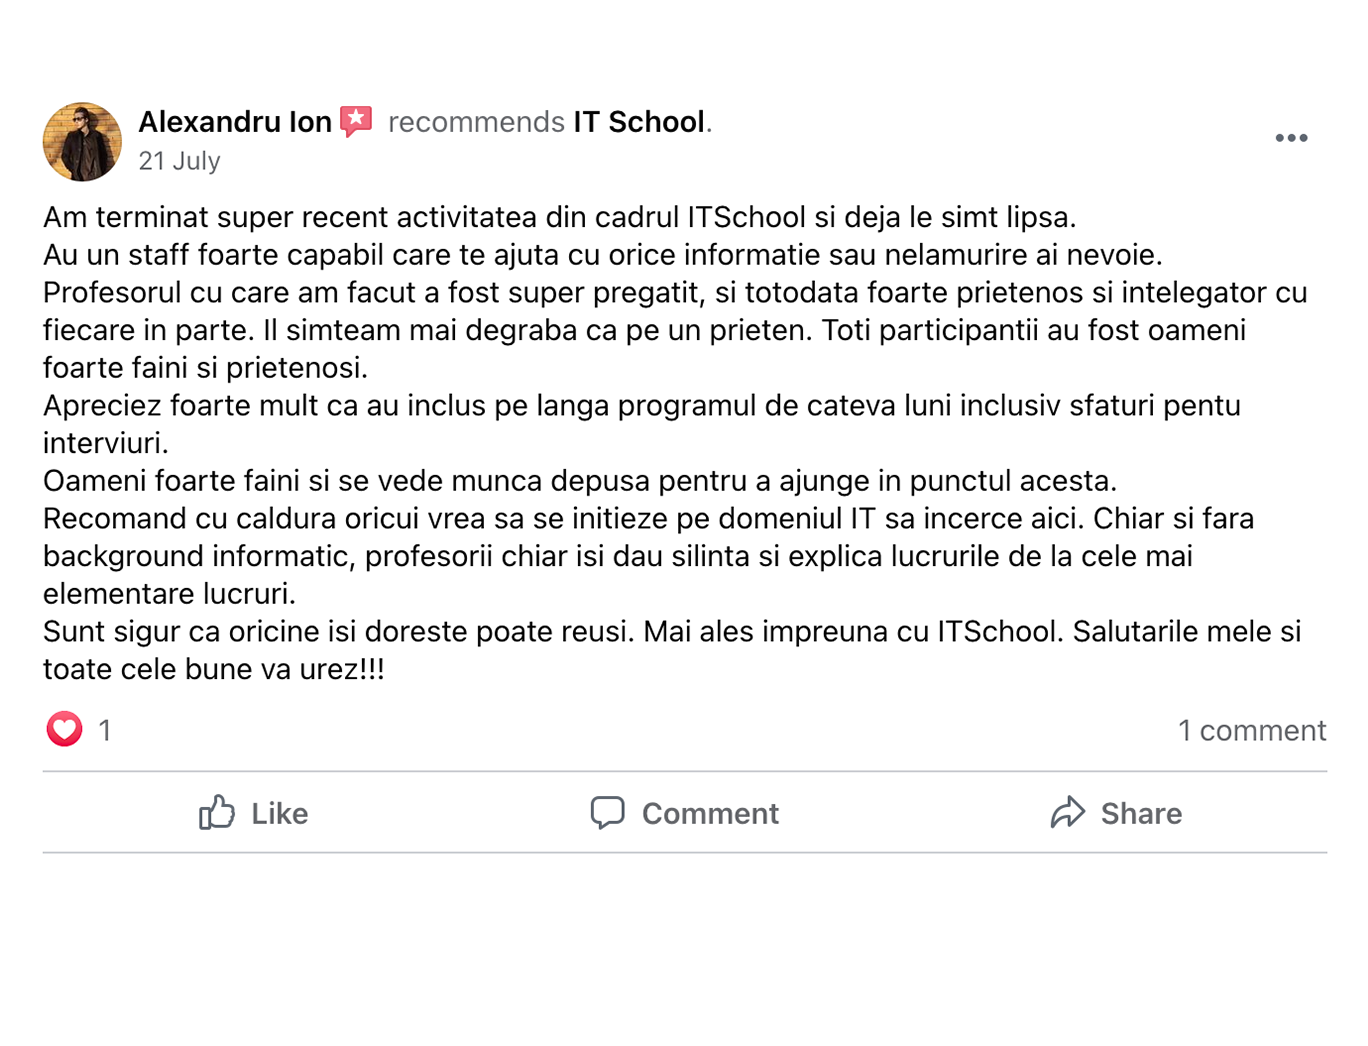 Alexandru Ion recommends IT School.
21 July
Am terminat super recent activitatea din cadrul ITSchool si deja le simt lipsa.
Au un staff foarte capabil care te ajuta cu orice informatie sau nelamurire ai nevoie.
Profesorul cu care am facut a fost super pregatit, si totodata foarte prietenos si intelegator cu
fiecare in parte. Il simteam mai degraba ca pe un prieten. Toti participantii au fost oameni
foarte faini si prietenosi.
Apreciez foarte mult ca au inclus pe langa programul de cateva luni inclusiv sfaturi pentu
interviuri.
Oameni foarte faini si se vede munca depusa pentru a ajunge in punctul acesta.
Recomand cu caldura oricui vrea sa se initieze pe domeniul IT sa incerce aici. Chiar si fara
background informatic, profesorii chiar isi dau silinta si explica lucrurile de la cele mai
elementare lucruri.
Sunt sigur ca oricine isi doreste poate reusi. Mai ales impreuna cu ITSchool. Salutarile mele si
toate cele bune va urez!!!
1 1 comment
Like Comment Share